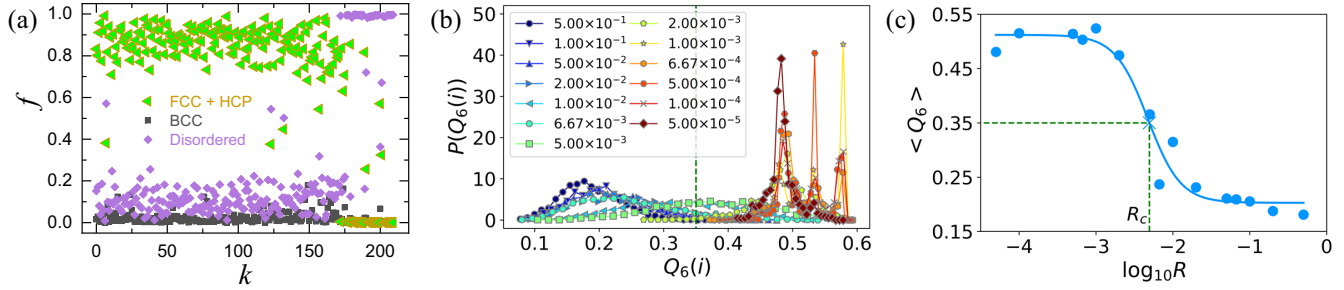 (a)
1.0
0.8
0.6
0.4
0.2
0.0
f
FCC + HCP
BCC
Disordered
0 50 100 150 200
k
(b)
50
40
30
20
10
0
P(Q₆(i))
5.00×10⁻¹ 2.00×10⁻³
1.00×10⁻¹ 1.00×10⁻³
5.00×10⁻² 6.67×10⁻⁴
2.00×10⁻² 5.00×10⁻⁴
1.00×10⁻² 1.00×10⁻⁴
6.67×10⁻³ 5.00×10⁻⁵
5.00×10⁻³
0.1 0.2 0.3 0.4 0.5 0.6
Q₆(i)
(c)
0.55
0.45
0.35
0.25
0.15
< Q₆ >
R_c
−4 −3 −2 −1 0
log₁₀R